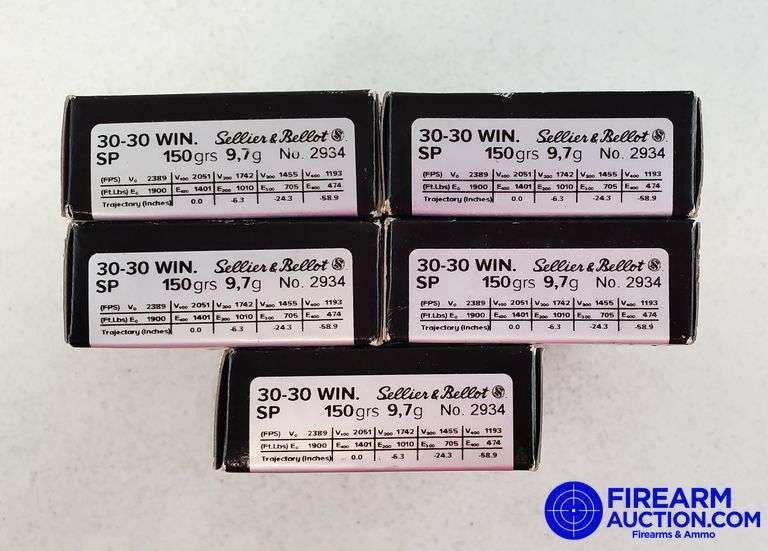 30-30 WIN. Sellier & Bellot SB
SP 150grs 9,7g No. 2934
(FPS) V₀ 2389 V₁₀₀ 2051 V₂₀₀ 1742 V₃₀₀ 1455 V₄₀₀ 1193
(Ft.Lbs) E₀ 1900 E₁₀₀ 1401 E₂₀₀ 1010 E₃₀₀ 705 E₄₀₀ 474
Trajectory (Inches) 0.0 -6.3 -24.3 -58.9
30-30 WIN. Sellier & Bellot SB
SP 150grs 9,7g No. 2934
(FPS) V₀ 2389 V₁₀₀ 2051 V₂₀₀ 1742 V₃₀₀ 1455 V₄₀₀ 1193
(Ft.Lbs) E₀ 1900 E₁₀₀ 1401 E₂₀₀ 1010 E₃₀₀ 705 E₄₀₀ 474
Trajectory (Inches) 0.0 -6.3 -24.3 -58.9
30-30 WIN. Sellier & Bellot SB
SP 150grs 9,7g No. 2934
(FPS) V₀ 2389 V₁₀₀ 2051 V₂₀₀ 1742 V₃₀₀ 1455 V₄₀₀ 1193
(Ft.Lbs) E₀ 1900 E₁₀₀ 1401 E₂₀₀ 1010 E₃₀₀ 705 E₄₀₀ 474
Trajectory (Inches) 0.0 -6.3 -24.3 -58.9
30-30 WIN. Sellier & Bellot SB
SP 150grs 9,7g No. 2934
(FPS) V₀ 2389 V₁₀₀ 2051 V₂₀₀ 1742 V₃₀₀ 1455 V₄₀₀ 1193
(Ft.Lbs) E₀ 1900 E₁₀₀ 1401 E₂₀₀ 1010 E₃₀₀ 705 E₄₀₀ 474
Trajectory (Inches) 0.0 -6.3 -24.3 -58.9
30-30 WIN. Sellier & Bellot SB
SP 150grs 9,7g No. 2934
(FPS) V₀ 2389 V₁₀₀ 2051 V₂₀₀ 1742 V₃₀₀ 1455 V₄₀₀ 1193
(Ft.Lbs) E₀ 1900 E₁₀₀ 1401 E₂₀₀ 1010 E₃₀₀ 705 E₄₀₀ 474
Trajectory (Inches) 0.0 -6.3 -24.3 -58.9
FIREARM
AUCTION.COM
Firearms & Ammo